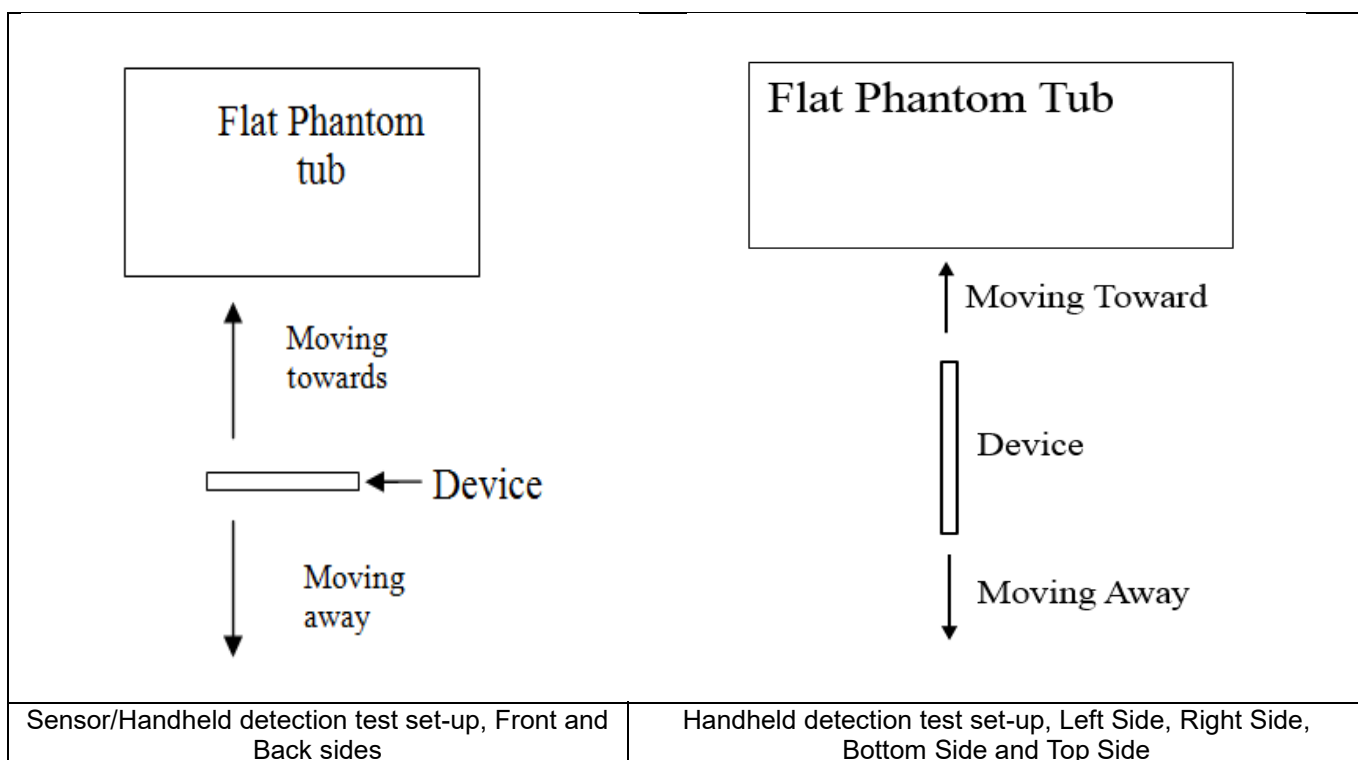 Flat Phantom
tub
Moving
towards
Device
Moving
away
Flat Phantom Tub
Moving Toward
Device
Moving Away
Sensor/Handheld detection test set-up, Front and
Back sides
Handheld detection test set-up, Left Side, Right Side,
Bottom Side and Top Side